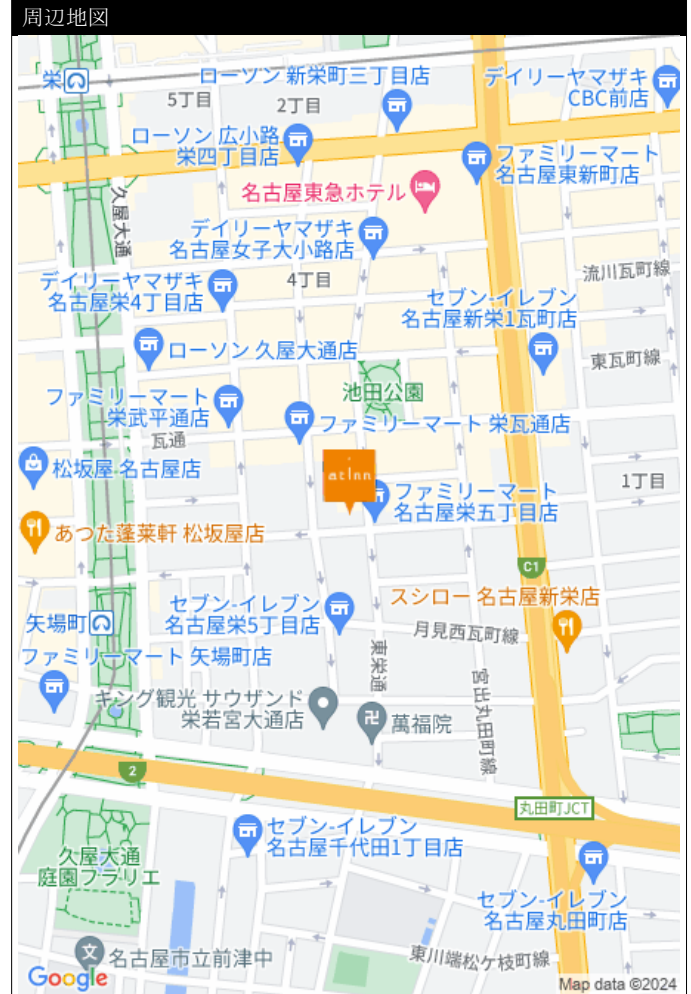 周辺地図
栄
ローソン 新栄町三丁目店
デイリーヤマザキ
CBC前店
5丁目
2丁目
ローソン 広小路
栄四丁目店
ファミリーマート
名古屋東新町店
名古屋東急ホテル
久屋大通
デイリーヤマザキ
名古屋女子大小路店
流川瓦町線
デイリーヤマザキ
名古屋栄4丁目店
4丁目
セブン-イレブン
名古屋新栄1瓦町店
ローソン 久屋大通店
東瓦町線
池田公園
ファミリーマート
栄武平通店
ファミリーマート 栄瓦通店
瓦通
松坂屋 名古屋店
at inn
1丁目
ファミリーマート
名古屋栄五丁目店
あつた蓬莱軒 松坂屋店
C1
セブン-イレブン
名古屋栄5丁目店
スシロー 名古屋新栄店
矢場町
月見西瓦町線
ファミリーマート 矢場町店
東栄通
宮出丸田町線
キング観光 サウザンド
栄若宮大通店
卍
萬福院
2
丸田町JCT
セブン-イレブン
名古屋千代田1丁目店
久屋大通
庭園フラリエ
セブン-イレブン
名古屋丸田町店
文
名古屋市立前津中
東川端松ケ枝町線
Google
Map data ©2024